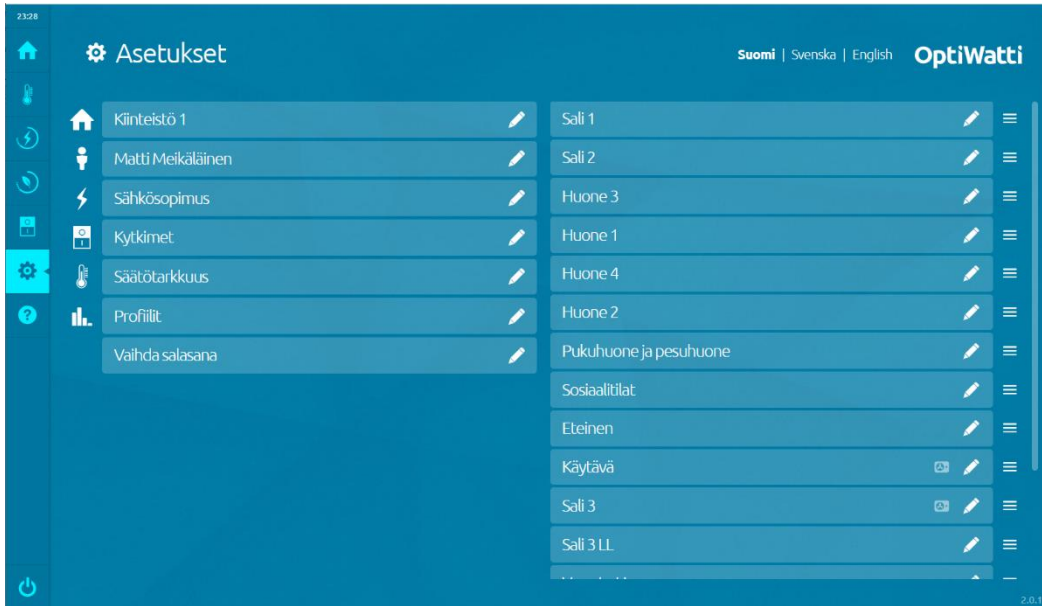 23:28
Asetukset
Suomi | Svenska | English
OptiWatti
Kiinteistö 1
Matti Meikäläinen
Sähkösopimus
Kytkimet
Säätötarkkuus
Profiilit
Vaihda salasana
Sali 1
Sali 2
Huone 3
Huone 1
Huone 4
Huone 2
Pukuhuone ja pesuhuone
Sosiaalitilat
Eteinen
Käytävä
Sali 3
Sali 3 LL
2.0.1